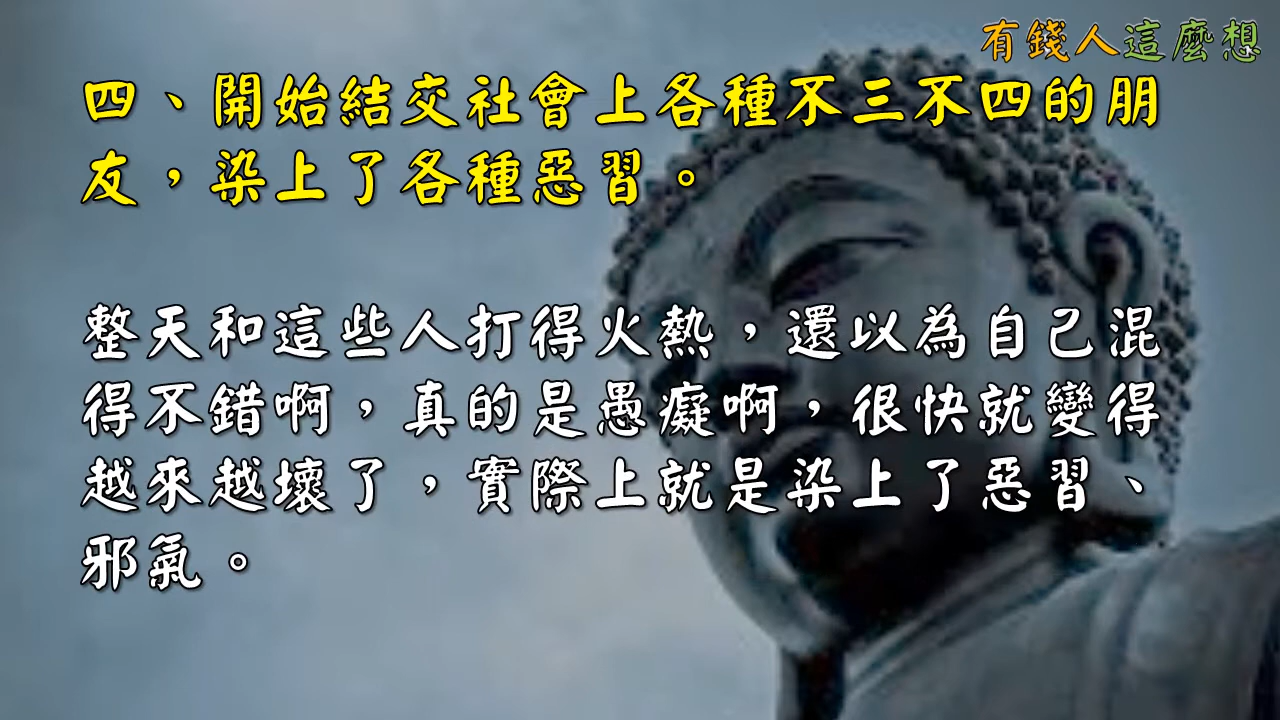 有錢人這麼想
四、開始結交社會上各種不三不四的朋
友，染上了各種惡習。
整天和這些人打得火熱，還以為自己混
得不錯啊，真的是愚癡啊，很快就變得
越來越壞了，實際上就是染上了惡習、
邪氣。